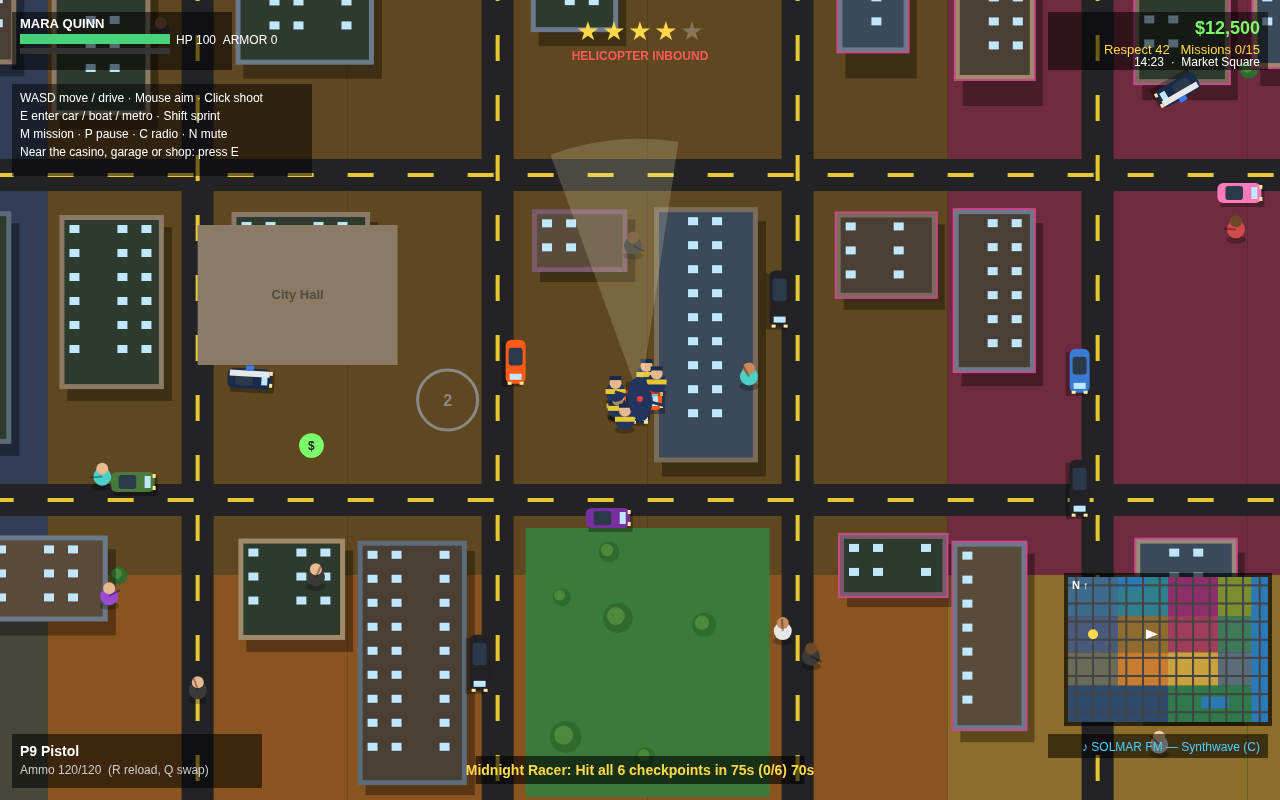 MARA QUINN
HP 100 ARMOR 0
WASD move / drive · Mouse aim · Click shoot
E enter car / boat / metro · Shift sprint
M mission · P pause · C radio · N mute
Near the casino, garage or shop: press E
★★★★★
HELICOPTER INBOUND
$12,500
Respect 42 Missions 0/15
14:23 · Market Square
City Hall
2
$
N ↑
P9 Pistol
Ammo 120/120 (R reload, Q swap)
Midnight Racer: Hit all 6 checkpoints in 75s (0/6) 70s
♪ SOLMAR FM — Synthwave (C)